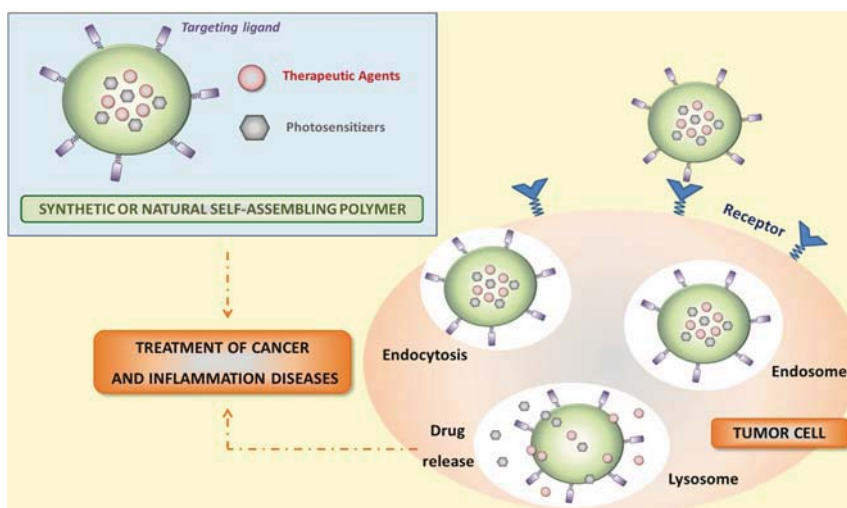 Targeting ligand
Therapeutic Agents
Photosensitizers
SYNTHETIC OR NATURAL SELF-ASSEMBLING POLYMER
Receptor
Endocytosis
Endosome
TREATMENT OF CANCER
AND INFLAMMATION DISEASES
Drug
release
TUMOR CELL
Lysosome